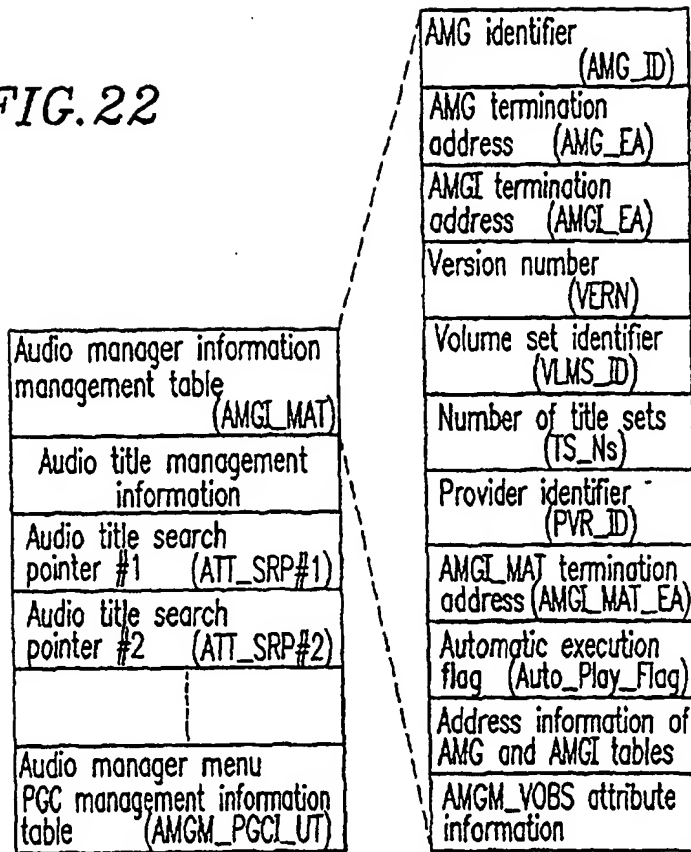 FIG.22
Audio manager information
management table
(AMGI_MAT)
Audio title management
information
Audio title search
pointer #1 (ATT_SRP#1)
Audio title search
pointer #2 (ATT_SRP#2)
Audio manager menu
PGC management information
table (AMGM_PGCI_UT)
AMG identifier
(AMG_ID)
AMG termination
address (AMG_EA)
AMGI termination
address (AMGI_EA)
Version number
(VERN)
Volume set identifier
(VLMS_ID)
Number of title sets
(TS_Ns)
Provider identifier
(PVR_ID)
AMGI_MAT termination
address (AMGI_MAT_EA)
Automatic execution
flag (Auto_Play_Flag)
Address information of
AMG and AMGI tables
AMGM_VOBS attribute
information